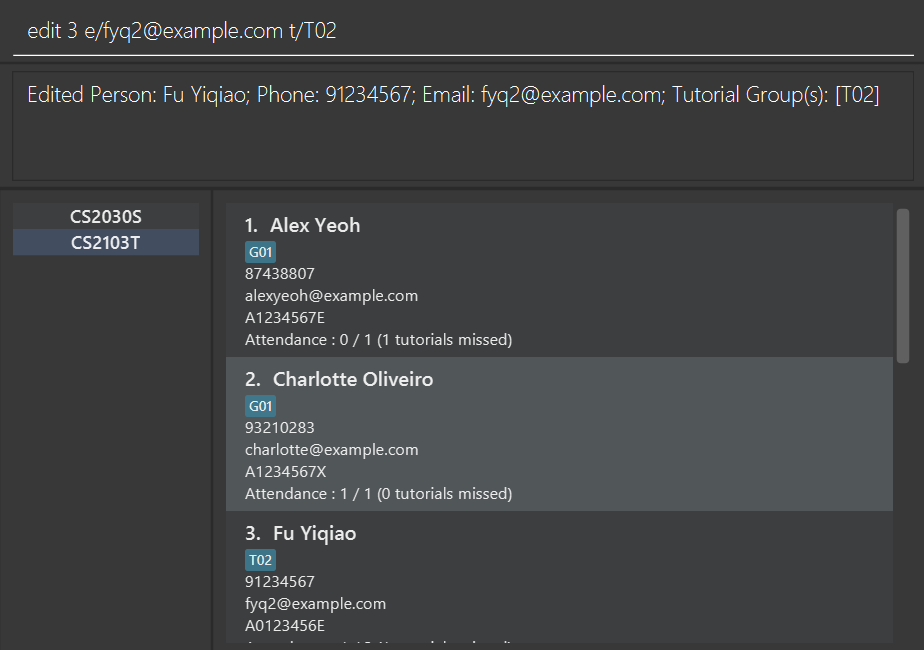 edit 3 e/fyq2@example.com t/T02
Edited Person: Fu Yiqiao; Phone: 91234567; Email: fyq2@example.com; Tutorial Group(s): [T02]
CS2030S
CS2103T
1. Alex Yeoh
G01
87438807
alexyeoh@example.com
A1234567E
Attendance : 0 / 1 (1 tutorials missed)
2. Charlotte Oliveiro
G01
93210283
charlotte@example.com
A1234567X
Attendance : 1 / 1 (0 tutorials missed)
3. Fu Yiqiao
T02
91234567
fyq2@example.com
A0123456E